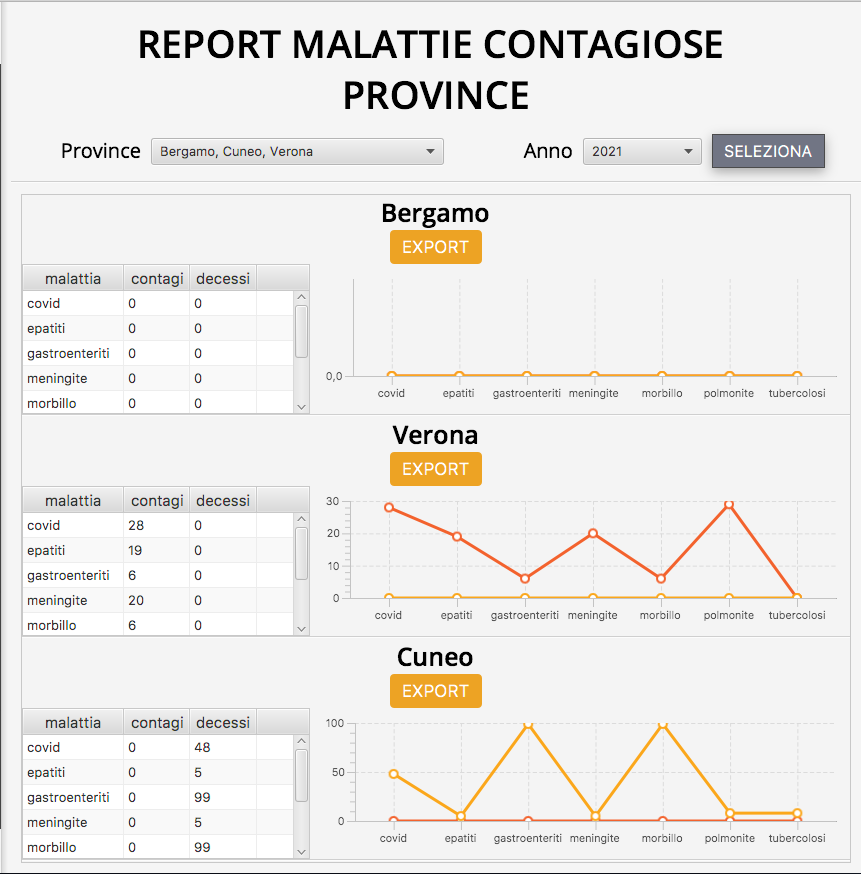 REPORT MALATTIE CONTAGIOSE
PROVINCE
Province Bergamo, Cuneo, Verona Anno 2021 SELEZIONA
Bergamo
EXPORT
malattia contagi decessi
covid 0 0
epatiti 0 0
gastroenteriti 0 0
meningite 0 0
morbillo 0 0
0,0
covid epatiti gastroenteriti meningite morbillo polmonite tubercolosi
Verona
EXPORT
malattia contagi decessi
covid 28 0
epatiti 19 0
gastroenteriti 6 0
meningite 20 0
morbillo 6 0
30
20
10
0
covid epatiti gastroenteriti meningite morbillo polmonite tubercolosi
Cuneo
EXPORT
malattia contagi decessi
covid 0 48
epatiti 0 5
gastroenteriti 0 99
meningite 0 5
morbillo 0 99
100
50
0
covid epatiti gastroenteriti meningite morbillo polmonite tubercolosi